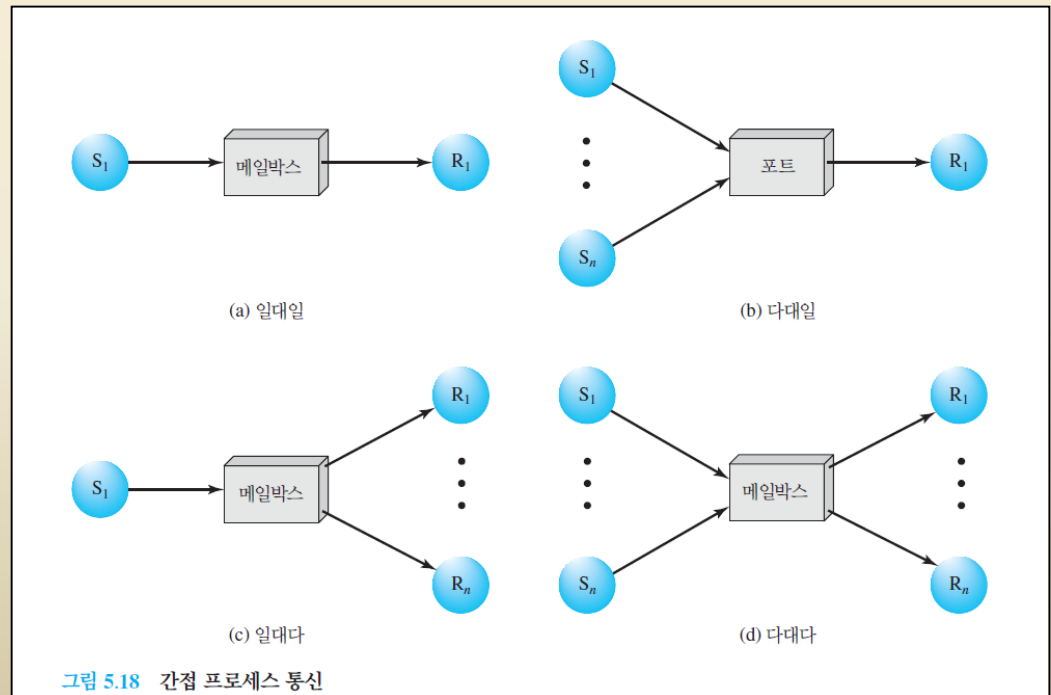 S₁
메일박스
R₁
(a) 일대일
S₁
Sₙ
포트
R₁
(b) 다대일
S₁
메일박스
R₁
Rₙ
(c) 일대다
S₁
Sₙ
메일박스
R₁
Rₙ
(d) 다대다
그림 5.18 간접 프로세스 통신